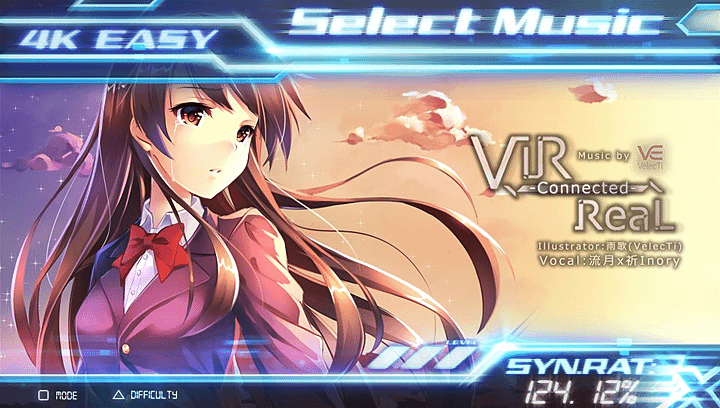 4K EASY
Select Music
ViR
Music by VE VelecTi
Connected
ReaL
Illustrator:雨歌(VelecTi)
Vocal:流月x祈Inory
LEVEL
SYN.RAT:
124.12%
MODE
DIFFICULTY